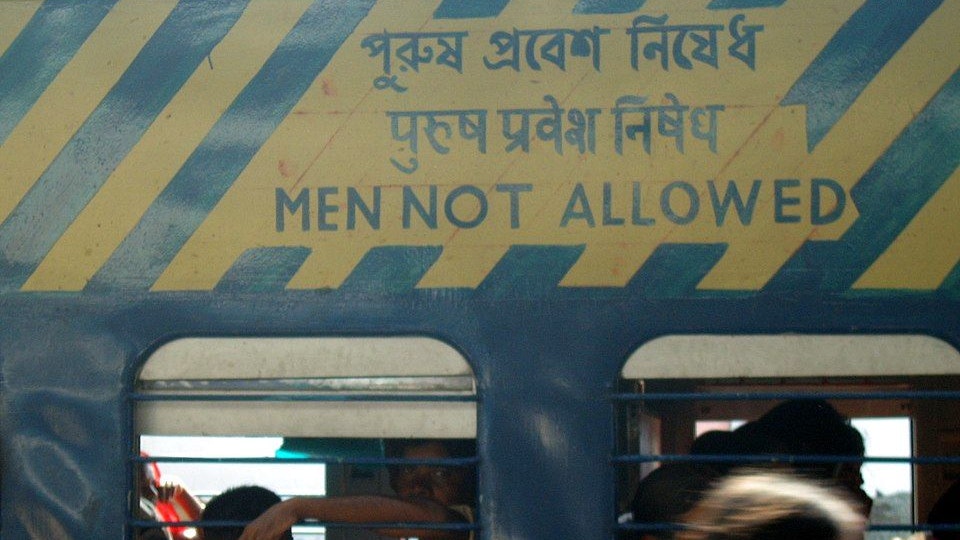 পুরুষ প্রবেশ নিষেধ
पुरुष प्रवेश निषेध
MEN NOT ALLOWED